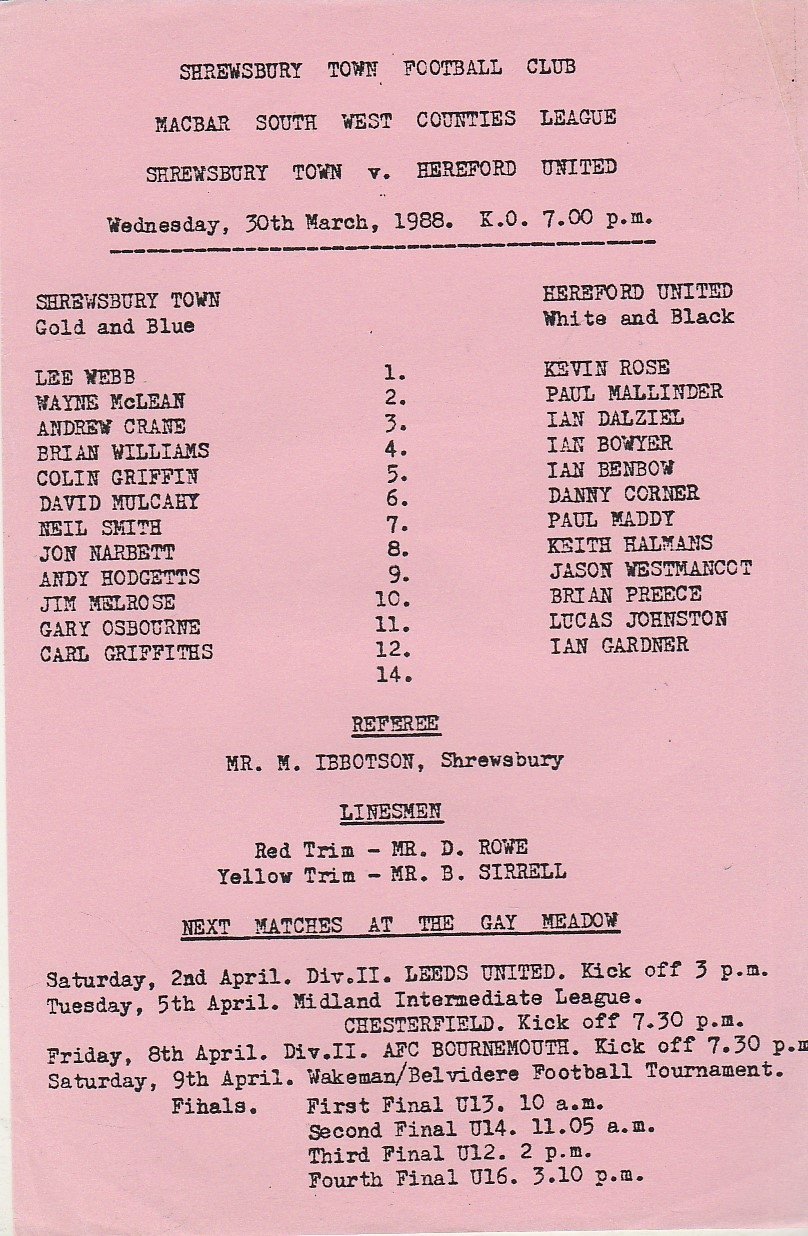 SHREWSBURY TOWN FOOTBALL CLUB
MACBAR SOUTH WEST COUNTIES LEAGUE
SHREWSBURY TOWN v. HEREFORD UNITED
Wednesday, 30th March, 1988. K.O. 7.00 p.m.
SHREWSBURY TOWN HEREFORD UNITED
Gold and Blue White and Black
LEE WEBB 1. KEVIN ROSE
WAYNE McLEAN 2. PAUL MALLINDER
ANDREW CRANE 3. IAN DALZIEL
BRIAN WILLIAMS 4. IAN BOWYER
COLIN GRIFFIN 5. IAN BENBOW
DAVID MULCAHY 6. DANNY CORNER
NEIL SMITH 7. PAUL MADDY
JON NARBETT 8. KEITH HALMANS
ANDY HODGETTS 9. JASON WESTMANCOT
JIM MELROSE 10. BRIAN PREECE
GARY OSBOURNE 11. LUCAS JOHNSTON
CARL GRIFFITHS 12. IAN GARDNER
14.
REFEREE
MR. M. IBBOTSON, Shrewsbury
LINESMEN
Red Trim - MR. D. ROWE
Yellow Trim - MR. B. SIRRELL
NEXT MATCHES AT THE GAY MEADOW
Saturday, 2nd April. Div.II. LEEDS UNITED. Kick off 3 p.m.
Tuesday, 5th April. Midland Intermediate League.
CHESTERFIELD. Kick off 7.30 p.m.
Friday, 8th April. Div.II. AFC BOURNEMOUTH. Kick off 7.30 p.m
Saturday, 9th April. Wakeman/Belvidere Football Tournament.
Fihals. First Final U13. 10 a.m.
Second Final U14. 11.05 a.m.
Third Final U12. 2 p.m.
Fourth Final U16. 3.10 p.m.